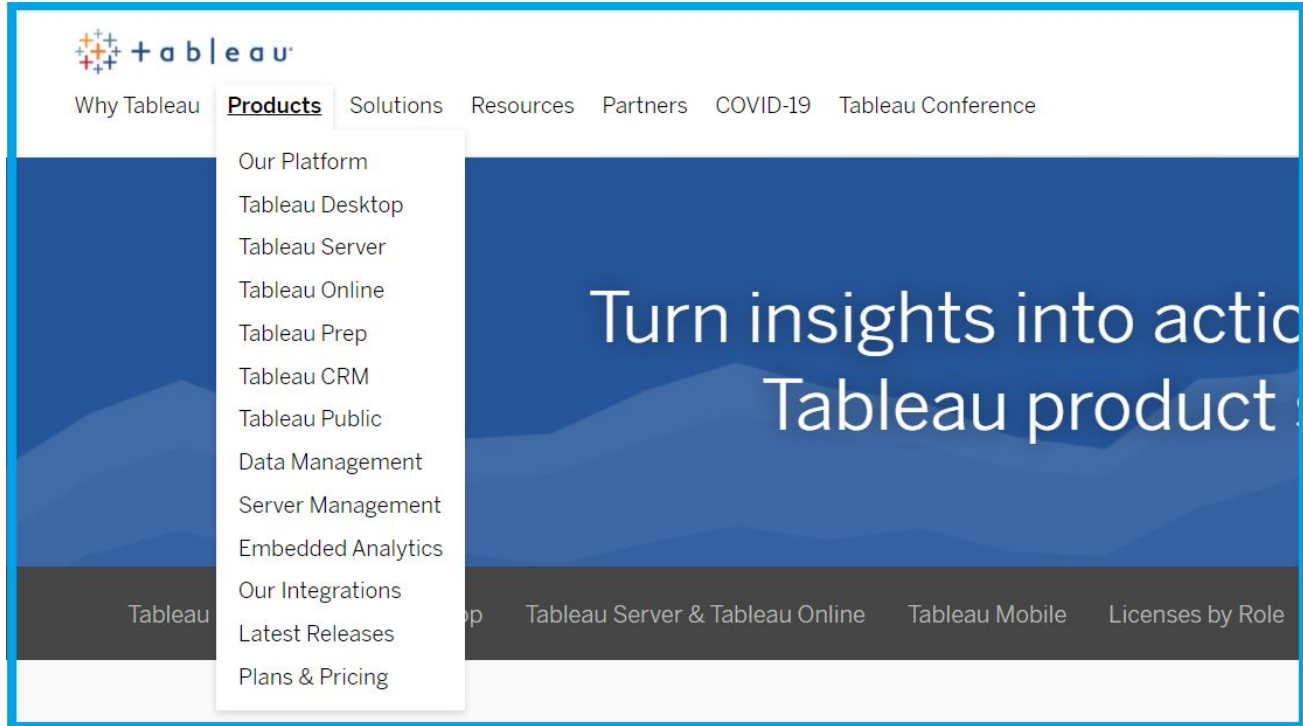 +ableau
Why Tableau Products Solutions Resources Partners COVID-19 Tableau Conference
Our Platform
Tableau Desktop
Tableau Server
Tableau Online
Tableau Prep
Tableau CRM
Tableau Public
Data Management
Server Management
Embedded Analytics
Our Integrations
Latest Releases
Plans & Pricing
Turn insights into
Tableau product
Tableau Tableau Server & Tableau Online Tableau Mobile Licenses by Role